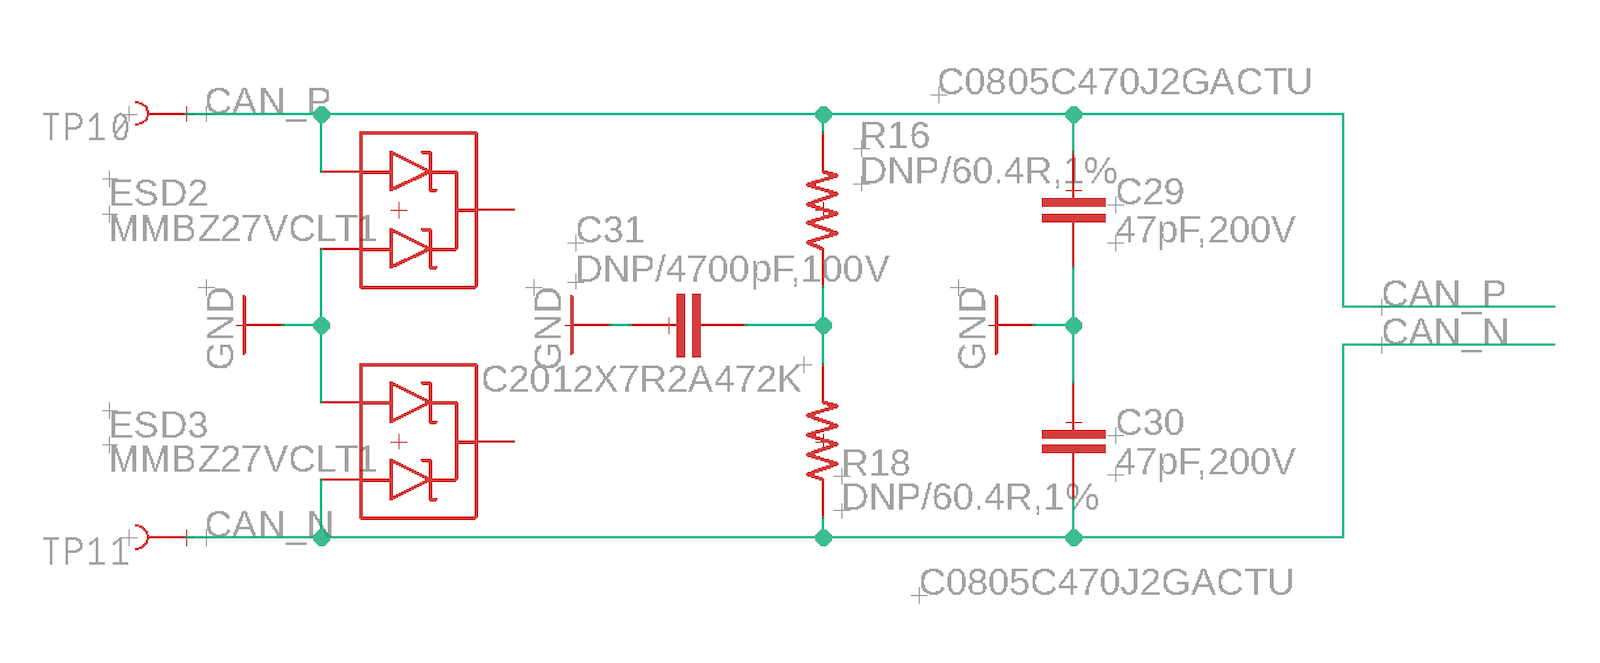 C0805C470J2GACTU
CAN_P
TP10
R16
DNP/60.4R,1%
ESD2
MMBZ27VCLT1
C29
47pF,200V
C31
DNP/4700pF,100V
GND
GND
GND
CAN_P
CAN_N
C2012X7R2A472K
ESD3
MMBZ27VCLT1
C30
47pF,200V
R18
DNP/60.4R,1%
CAN_N
TP11
C0805C470J2GACTU